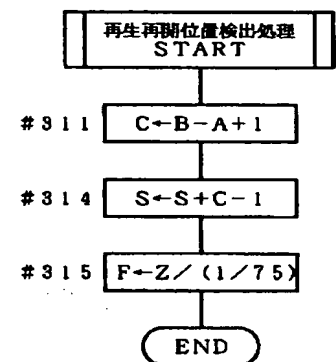 再生再開位置検出処理
START
#311 C←B−A+1
#314 S←S+C−1
#315 F←Z/(1/75)
END